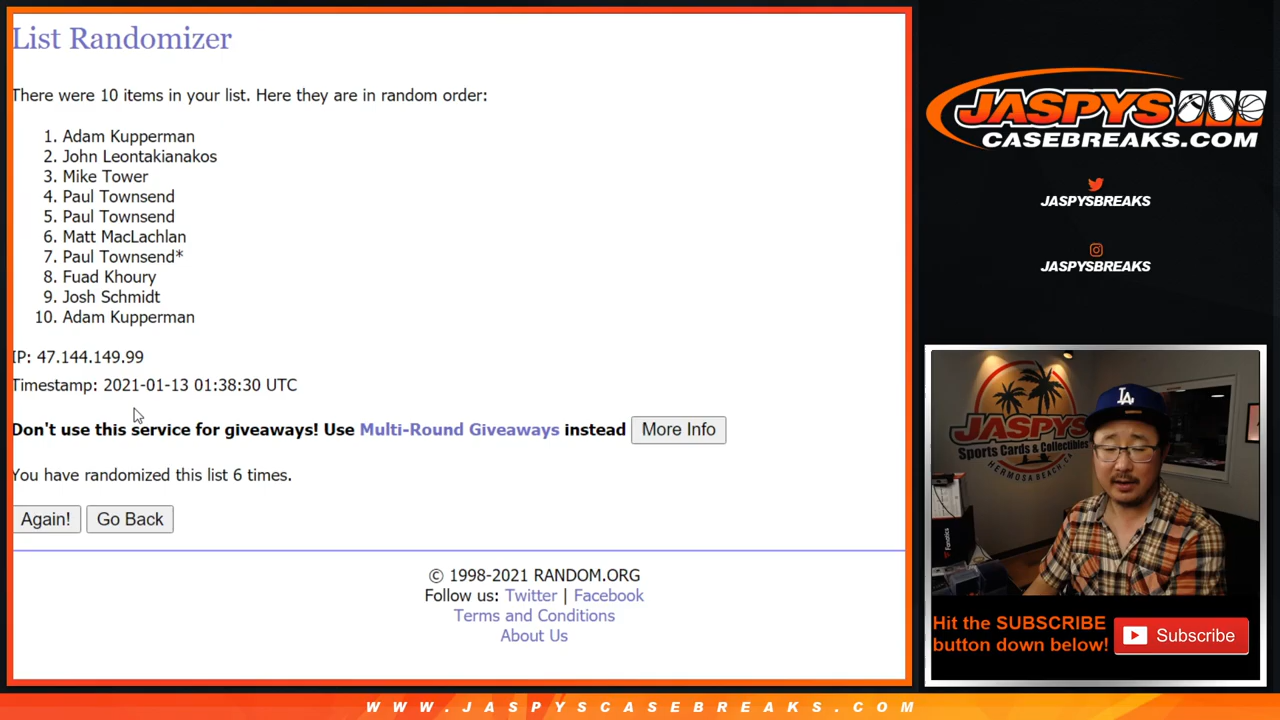 List Randomizer
There were 10 items in your list. Here they are in random order:
1. Adam Kupperman
2. John Leontakianakos
3. Mike Tower
4. Paul Townsend
5. Paul Townsend
6. Matt MacLachlan
7. Paul Townsend*
8. Fuad Khoury
9. Josh Schmidt
10. Adam Kupperman
IP: 47.144.149.99
Timestamp: 2021-01-13 01:38:30 UTC
Don't use this service for giveaways! Use Multi-Round Giveaways instead More Info
You have randomized this list 6 times.
Again! Go Back
© 1998-2021 RANDOM.ORG
Follow us: Twitter | Facebook
Terms and Conditions
About Us
JASPYS
CASEBREAKS.COM
JASPYSBREAKS
JASPYSBREAKS
JASPYS
Sports Cards & Collectibles
HERMOSA BEACH, CA
LA
Fanatics
Hit the SUBSCRIBE
button down below!
Subscribe
WWW.JASPYSCASEBREAKS.COM